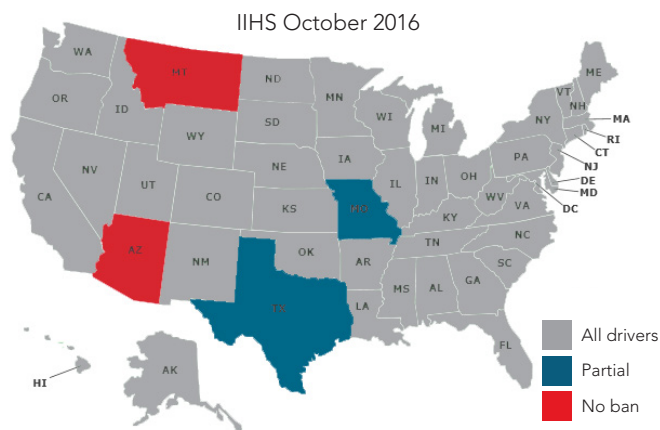 IIHS October 2016
WA
MT
ND
MN
ME
VT
NH
OR
ID
SD
WI
NY
MA
MI
RI
WY
CT
IA
PA
NJ
NE
NV
OH
DE
IL
IN
MD
UT
CO
WV
VA
DC
CA
KS
MO
KY
NC
TN
AZ
NM
OK
AR
SC
MS
AL
GA
TX
LA
All drivers
FL
Partial
AK
HI
No ban